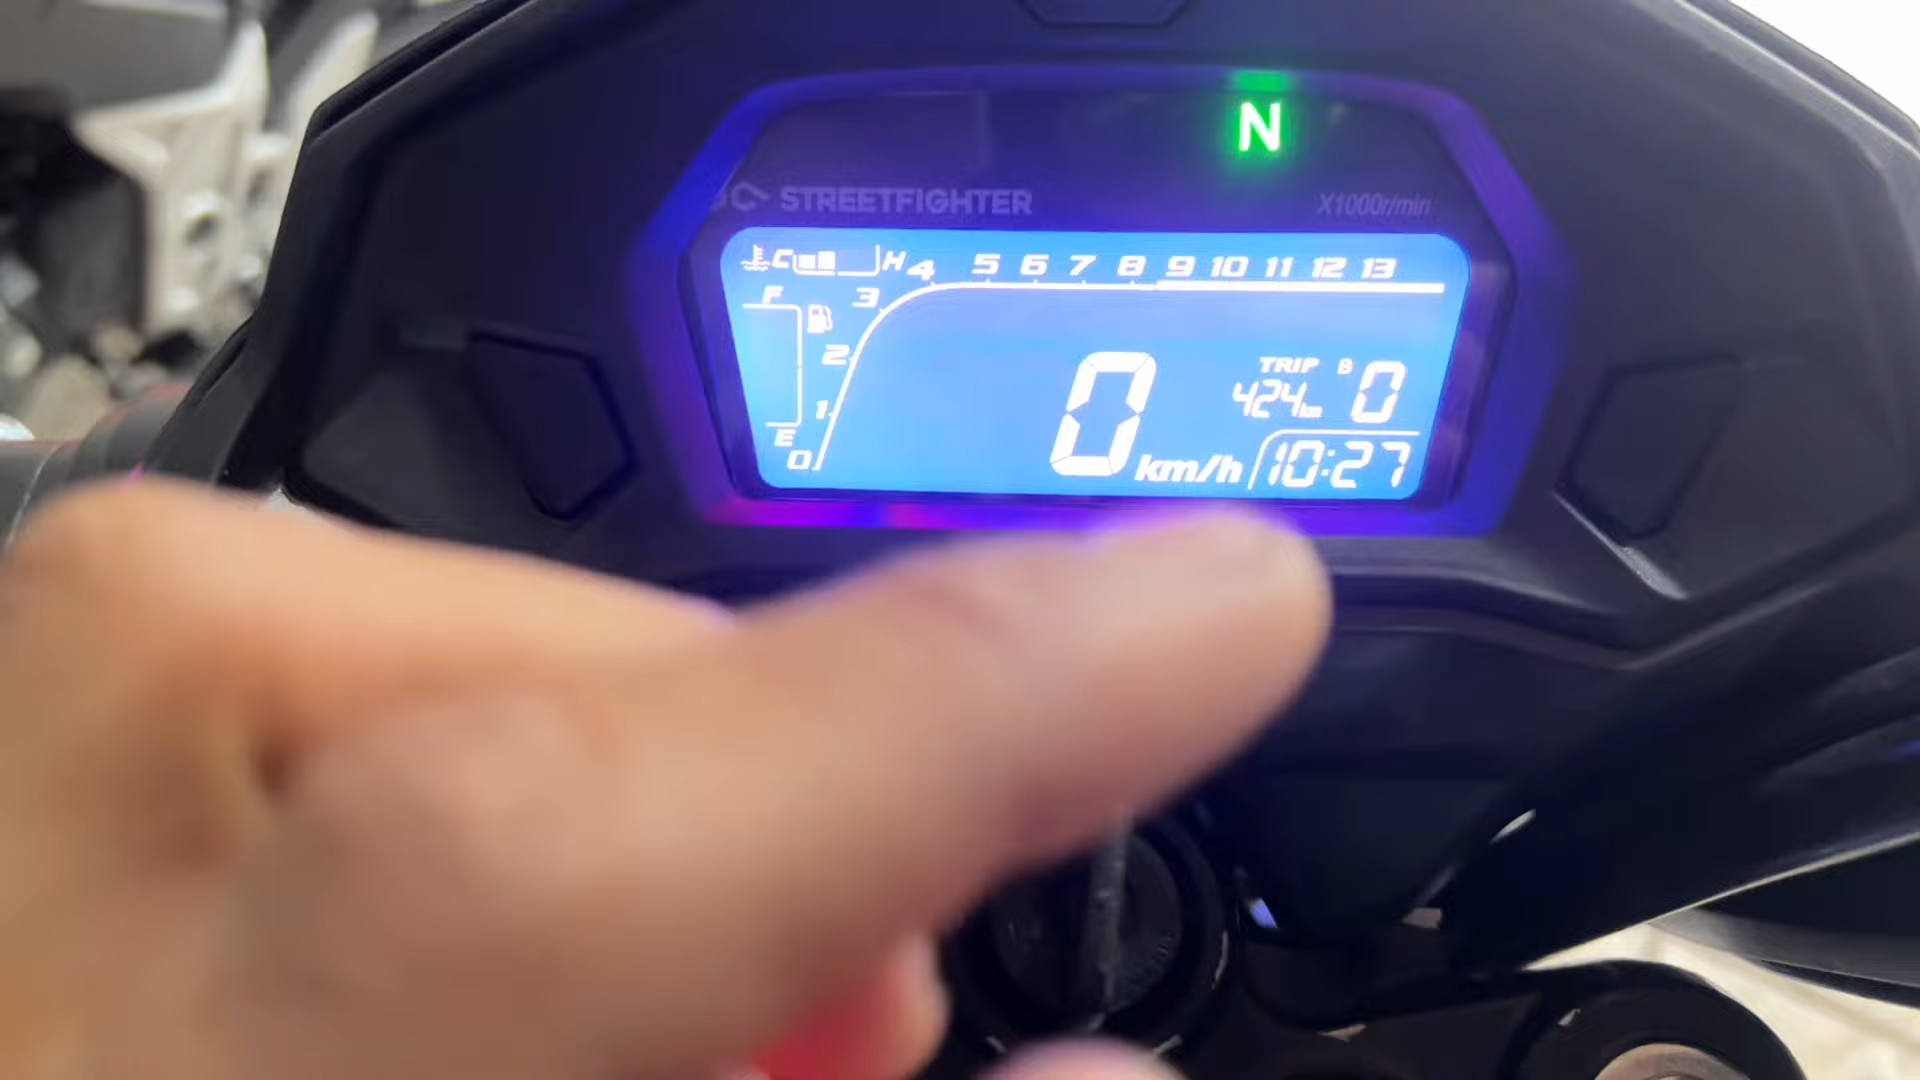 N
STREETFIGHTER
X1000r/min
C H
0 1 2 3 4 5 6 7 8 9 10 11 12 13
F
E
TRIP B
424km 0
0 km/h
10:27